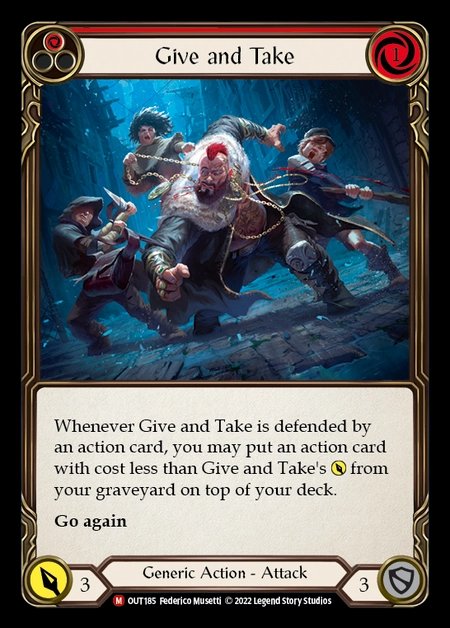 Give and Take
1
Whenever Give and Take is defended by
an action card, you may put an action card
with cost less than Give and Take's from
your graveyard on top of your deck.
Go again
3
Generic Action - Attack
3
M OUT185 Federico Musetti © 2022 Legend Story Studios